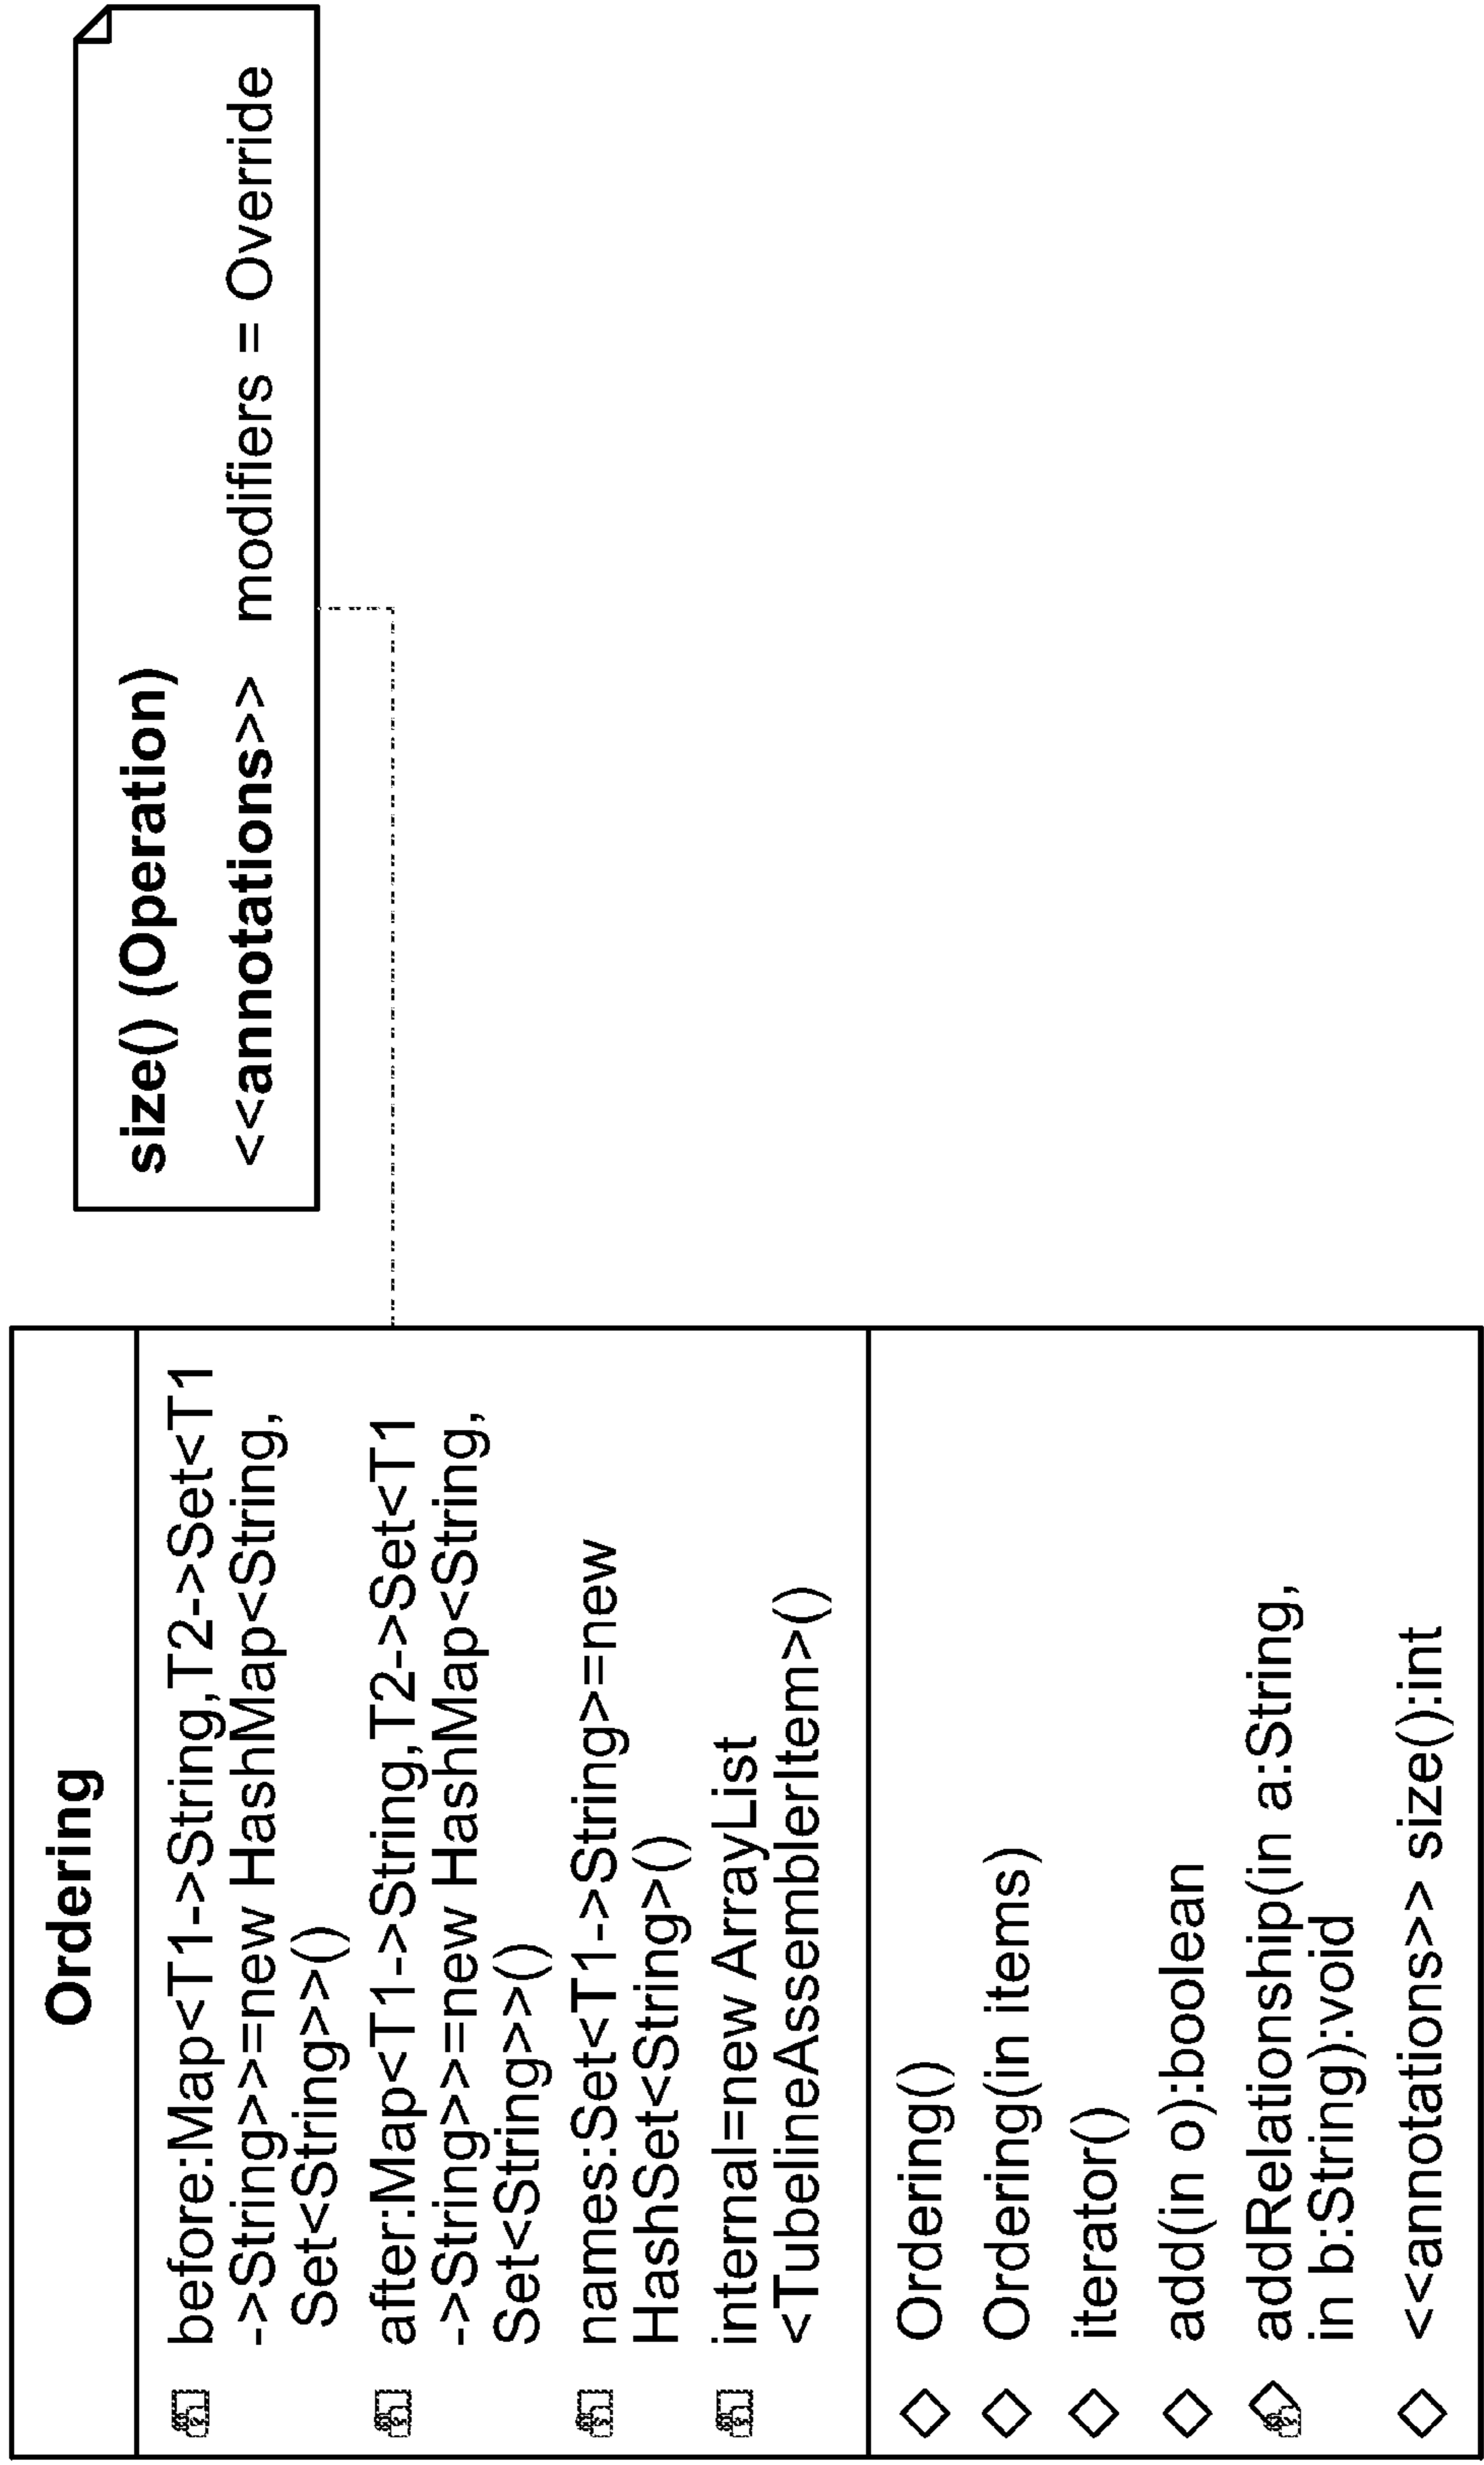 Ordering
before:Map<T1->String,T2->Set<T1
->String>>=new HashMap<String,
Set<String>>()
after:Map<T1->String,T2->Set<T1
->String>>=new HashMap<String,
Set<String>>()
names:Set<T1->String>=new
HashSet<String>()
internal=new ArrayList
<TubelineAssemblerItem>()
Ordering()
Ordering(in items)
iterator()
add(in o):boolean
addRelationship(in a:String,
in b:String):void
<<annotations>> size():int
size() (Operation)
<<annotations>> modifiers = Override